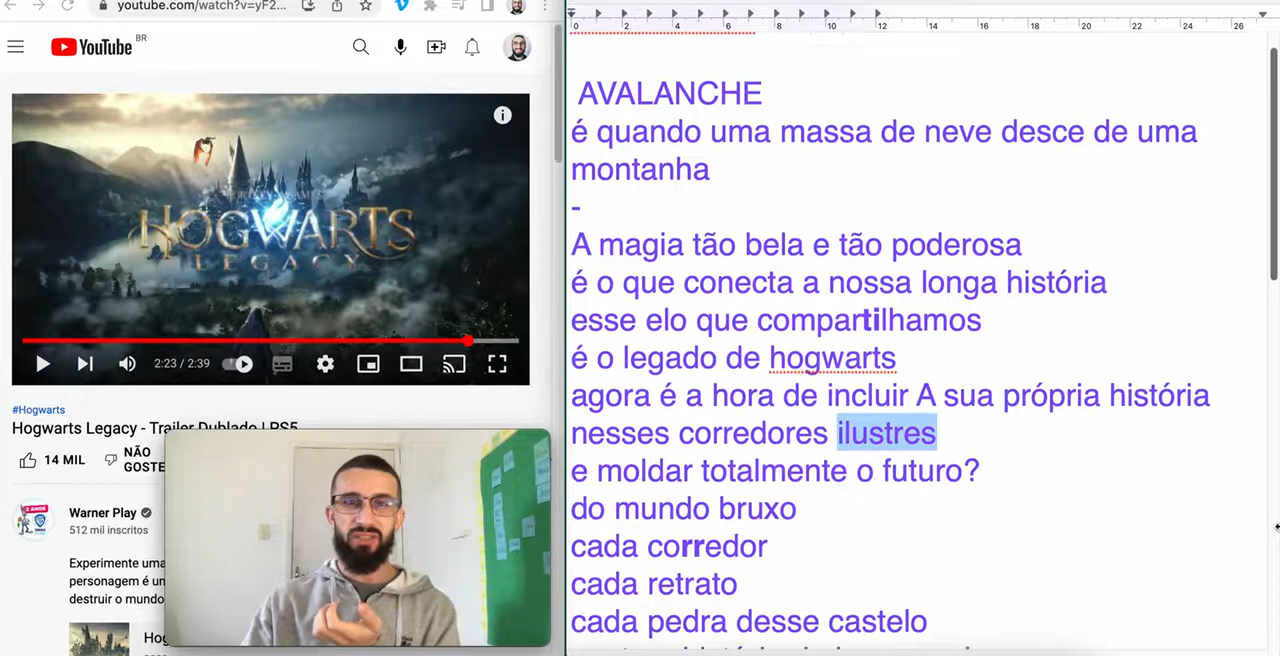 youtube.com/watch?v=yF2...
YouTube
BR
HOGWARTS
LEGACY
2:23 / 2:39
#Hogwarts
Hogwarts Legacy - Trailer Dublado | PS5
14 MIL
NÃO
GOSTE
Warner Play
512 mil inscritos
Experimente uma
personagem é un
destruir o mundo
Hog
0 2 4 6 8 10 12 14 16 18 20 22 24 26
AVALANCHE
é quando uma massa de neve desce de uma
montanha
-
A magia tão bela e tão poderosa
é o que conecta a nossa longa história
esse elo que compartilhamos
é o legado de hogwarts
agora é a hora de incluir A sua própria história
nesses corredores ilustres
e moldar totalmente o futuro?
do mundo bruxo
cada corredor
cada retrato
cada pedra desse castelo